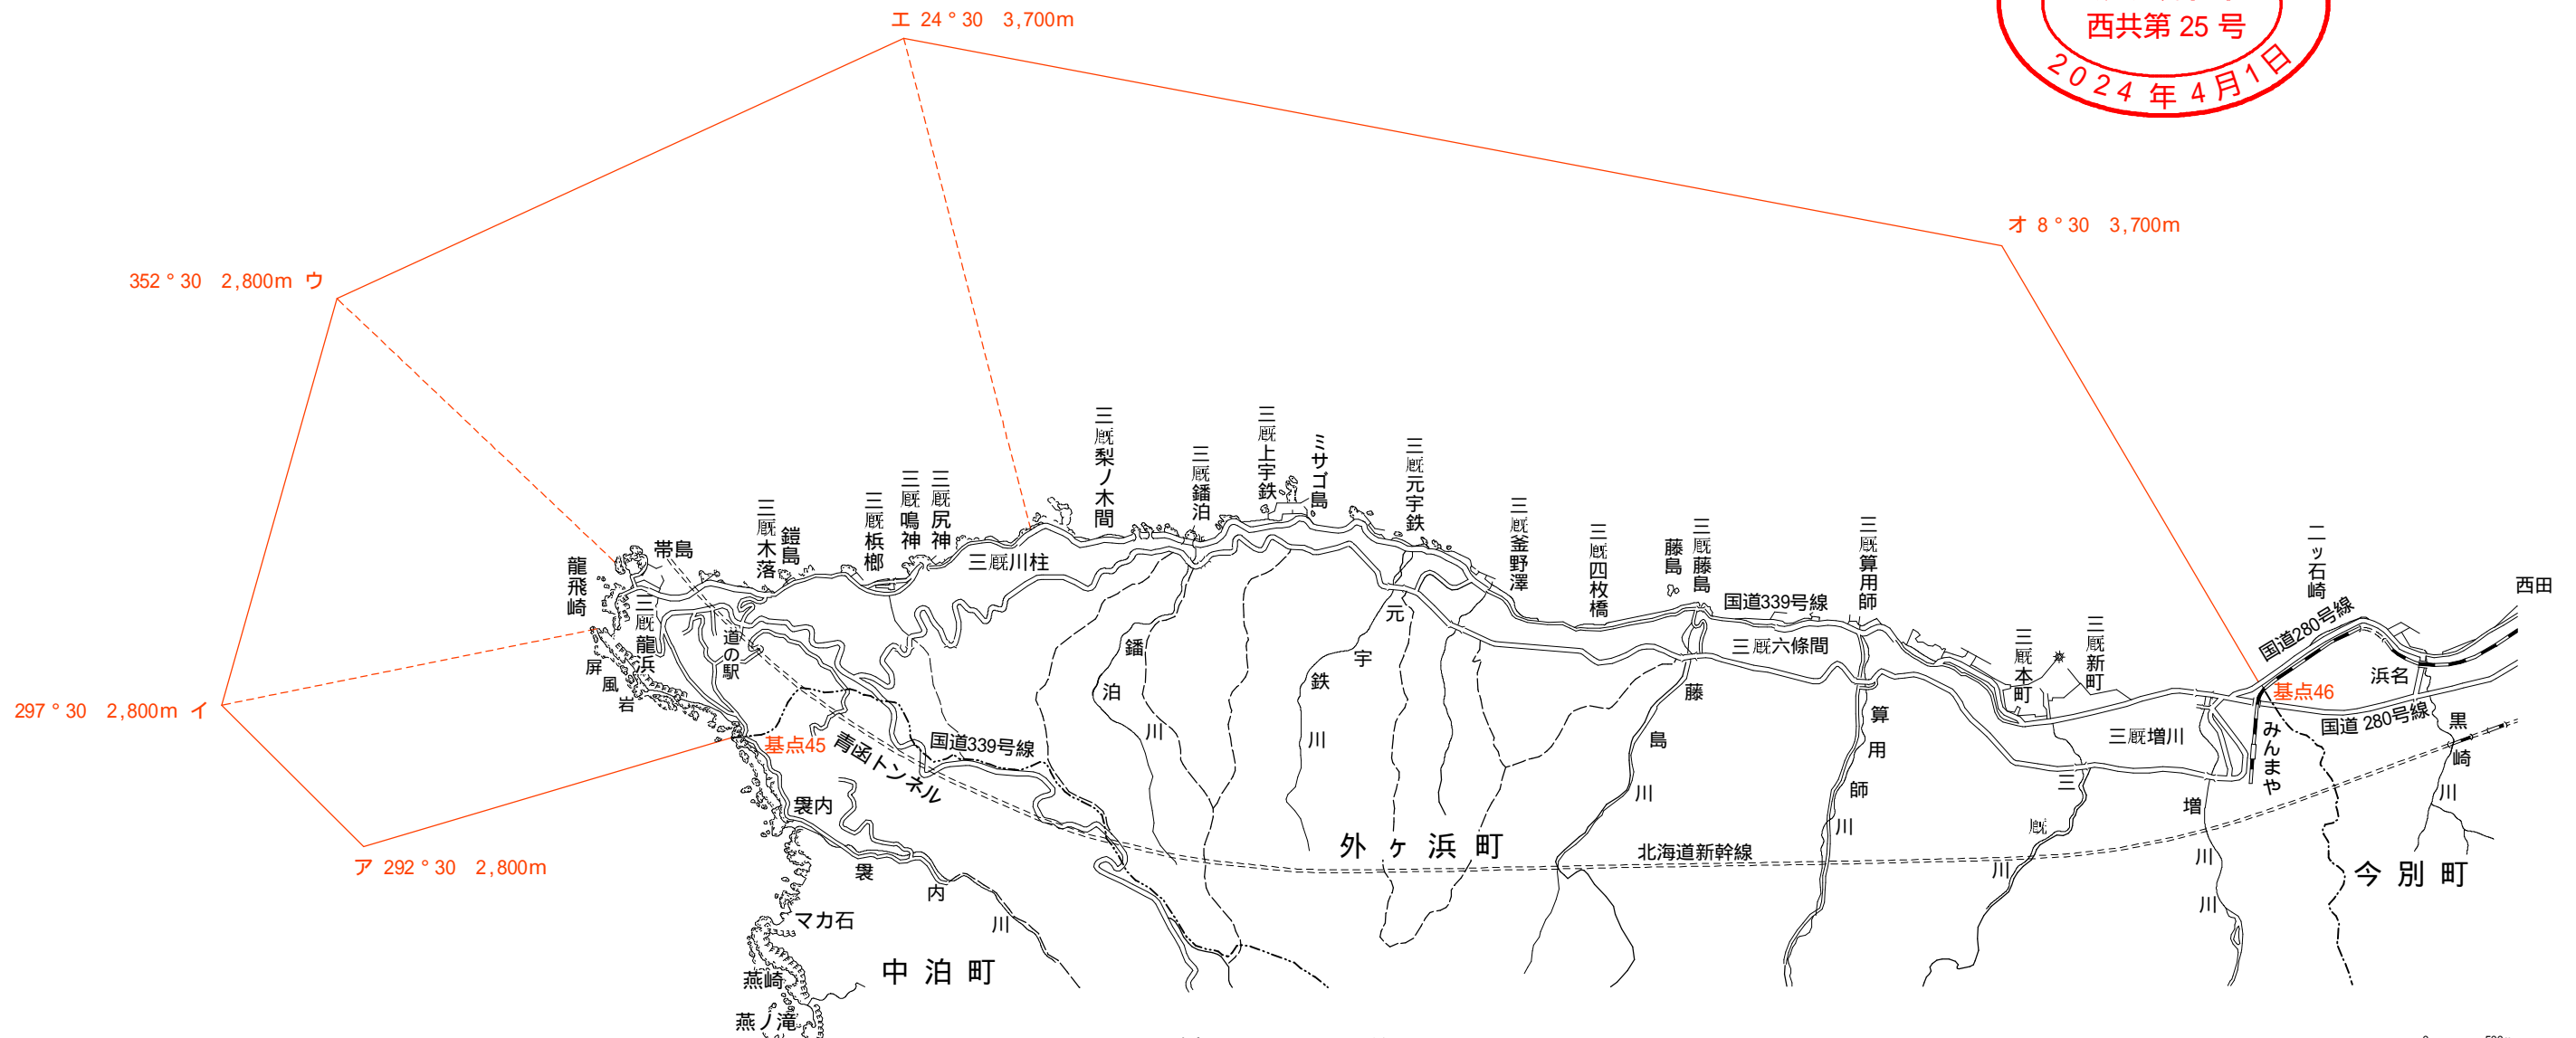 エ 24°30 3,700m
西共第 25 号
2024年4月1日
オ 8°30 3,700m
352°30 2,800m ウ
三厩梨ノ木間
三厩鐇泊
三厩上宇鉄
ミサゴ島
三厩元宇鉄
三厩木落
鎧島
三厩梹榔
三厩鳴神
三厩尻神
三厩釜野澤
三厩四枚橋
藤島
三厩藤島
三厩算用師
二ッ石崎
西田
龍飛崎
帯島
三厩川柱
三厩龍浜
道の駅
国道339号線
三厩六條間
三厩本町
三厩新町
国道280号線
浜名
屏風岩
基点46
297°30 2,800m イ
基点45
青函トンネル
国道339号線
鐇泊川
元宇鉄川
藤島川
算用師川
三厩増川
みんまや
国道 280号線
黒崎川
ア 292°30 2,800m
袰内
袰内川
外ヶ浜町
北海道新幹線
三厩川
増川川
今別町
マカ石
中泊町
燕崎
燕ノ滝